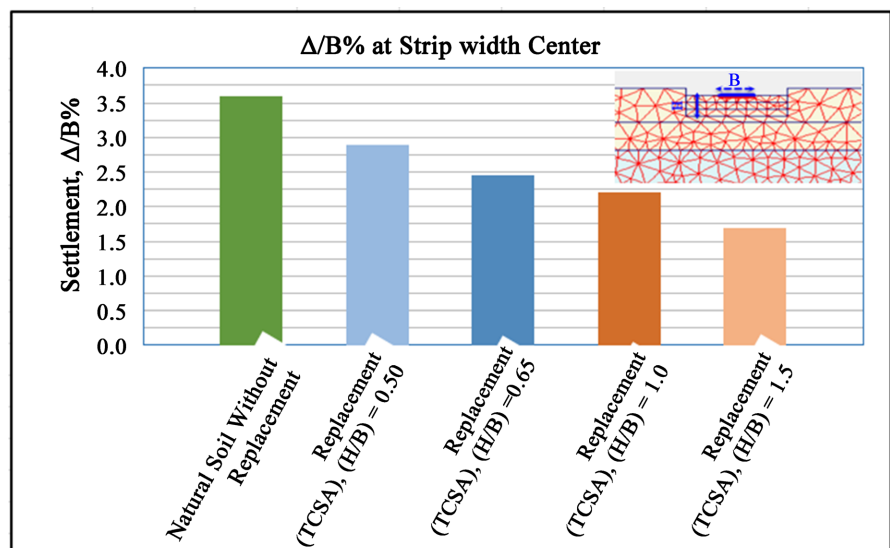 Δ/B% at Strip width Center
Settlement, Δ/B%
4.0
3.5
3.0
2.5
2.0
1.5
1.0
0.5
0.0
B
H
Natural Soil Without
Replacement
Replacement
(TCSA), (H/B) = 0.50
Replacement
(TCSA), (H/B) =0.65
Replacement
(TCSA), (H/B) = 1.0
Replacement
(TCSA), (H/B) = 1.5